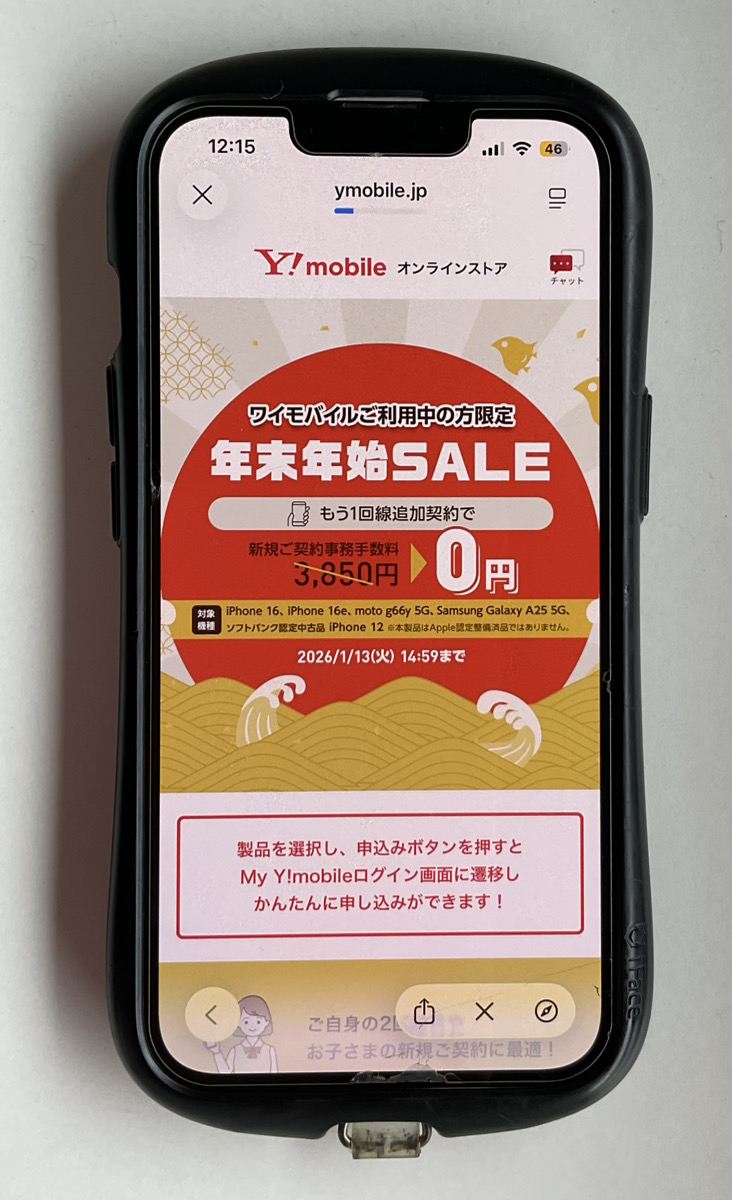 12:15
46
ymobile.jp
Y!mobile オンラインストア
チャット
ワイモバイルご利用中の方限定
年末年始SALE
もう1回線追加契約で
新規ご契約事務手数料
3,850円
0円
対象機種
iPhone 16、iPhone 16e、moto g66y 5G、Samsung Galaxy A25 5G、
ソフトバンク認定中古品 iPhone 12 ※本製品はApple認定整備済品ではありません。
2026/1/13(火) 14:59まで
製品を選択し、申込みボタンを押すと
My Y!mobileログイン画面に遷移し
かんたんに申し込みができます！
ご自身の2回
お子さまの新規ご契約に最適！
iFace